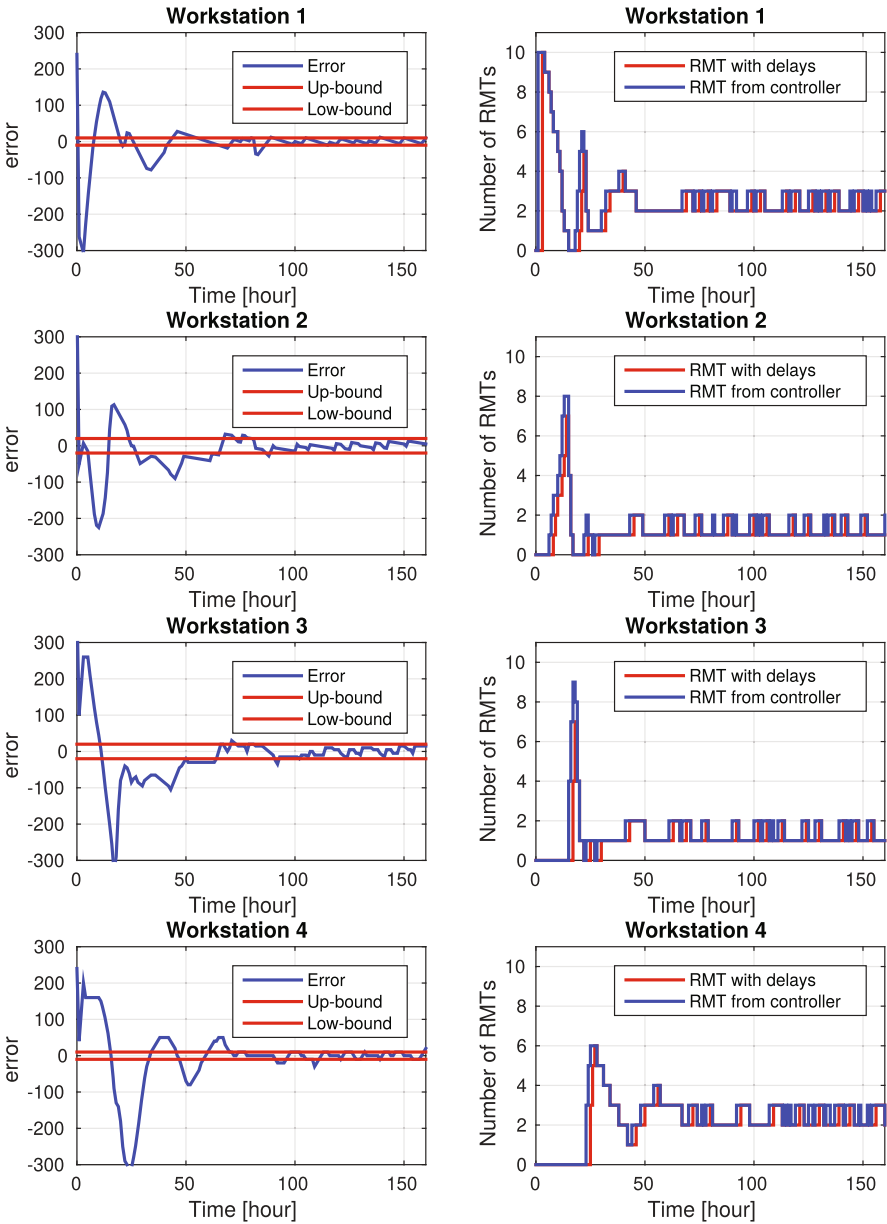 Workstation 1
300
200
100
0
-100
-200
-300
error
Error
Up-bound
Low-bound
0
50
100
150
Time [hour]
Workstation 1
10
8
6
4
2
0
Number of RMTs
RMT with delays
RMT from controller
0
50
100
150
Time [hour]
Workstation 2
300
200
100
0
-100
-200
-300
error
Error
Up-bound
Low-bound
0
50
100
150
Time [hour]
Workstation 2
10
8
6
4
2
0
Number of RMTs
RMT with delays
RMT from controller
0
50
100
150
Time [hour]
Workstation 3
300
200
100
0
-100
-200
-300
error
Error
Up-bound
Low-bound
0
50
100
150
Time [hour]
Workstation 3
10
8
6
4
2
0
Number of RMTs
RMT with delays
RMT from controller
0
50
100
150
Time [hour]
Workstation 4
300
200
100
0
-100
-200
-300
error
Error
Up-bound
Low-bound
0
50
100
150
Time [hour]
Workstation 4
10
8
6
4
2
0
Number of RMTs
RMT with delays
RMT from controller
0
50
100
150
Time [hour]